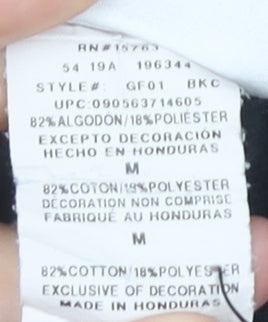 RN#15763
54 19A 196344
STYLE#: GF01 BKC
UPC:090563714605
82%ALGODON/18%POLIÉSTER
EXCEPTO DECORACIÓN
HECHO EN HONDURAS
M
82%COTON/18%POLYESTER
DÉCORATION NON COMPRISE
FABRIQUÉ AU HONDURAS
M
82%COTTON/18%POLYESTER
EXCLUSIVE OF DECORATION
MADE IN HONDURAS